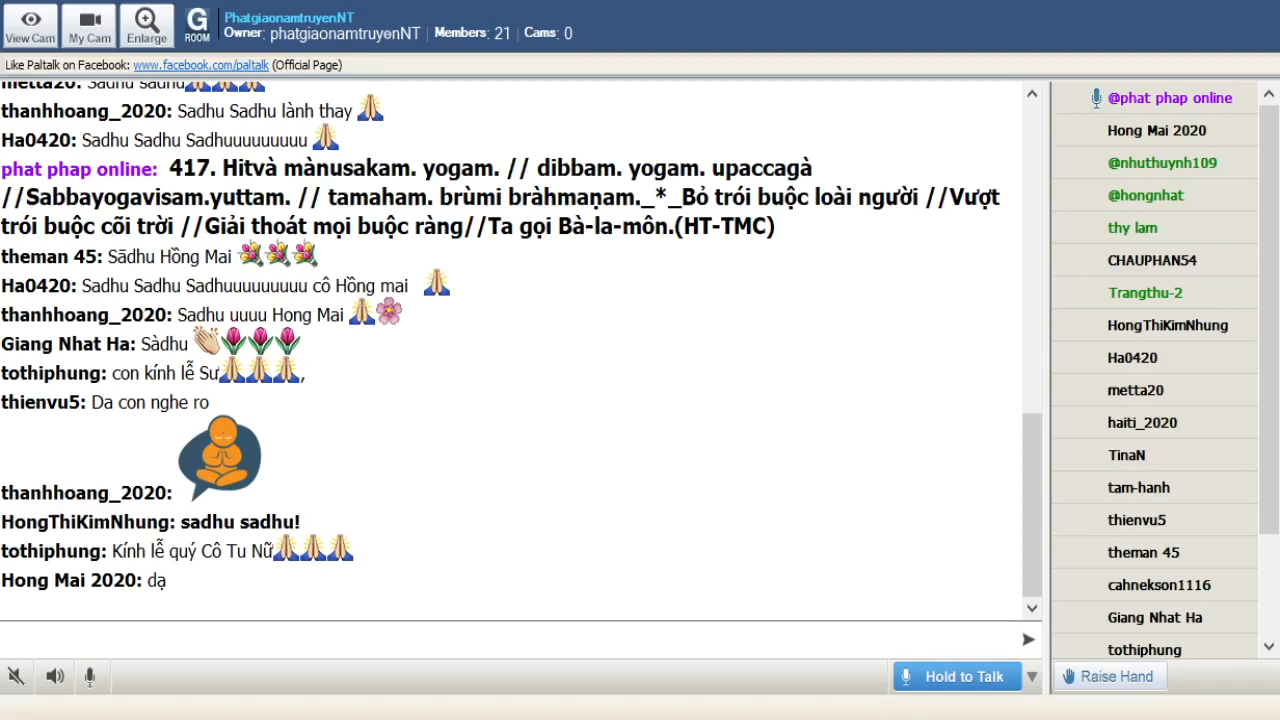 View Cam
My Cam
Enlarge
G ROOM
PhatgiaonamtruyenNT
Owner: phatgiaonamtruyenNT | Members: 21 | Cams: 0
Like Paltalk on Facebook: www.facebook.com/paltalk (Official Page)
metta20: Sadhu sadhu
thanhhoang_2020: Sadhu Sadhu lành thay
Ha0420: Sadhu Sadhu Sadhuuuuuuuuu
phat phap online: 417. Hitvà mànusakam. yogam. // dibbam. yogam. upaccagà
//Sabbayogavisam.yuttam. // tamaham. brùmi bràhmaṇam._*_Bỏ trói buộc loài người //Vượt
trói buộc cõi trời //Giải thoát mọi buộc ràng//Ta gọi Bà-la-môn.(HT-TMC)
theman 45: Sādhu Hồng Mai
Ha0420: Sadhu Sadhu Sadhuuuuuuuuu cô Hồng mai
thanhhoang_2020: Sadhu uuuu Hong Mai
Giang Nhat Ha: Sàdhu
tothiphung: con kính lễ Sư,
thienvu5: Da con nghe ro
thanhhoang_2020:
HongThiKimNhung: sadhu sadhu!
tothiphung: Kính lễ quý Cô Tu Nữ
Hong Mai 2020: dạ
@phat phap online
Hong Mai 2020
@nhuthuynh109
@hongnhat
thy lam
CHAUPHAN54
Trangthu-2
HongThiKimNhung
Ha0420
metta20
haiti_2020
TinaN
tam-hanh
thienvu5
theman 45
cahnekson1116
Giang Nhat Ha
tothiphung
Hold to Talk
Raise Hand